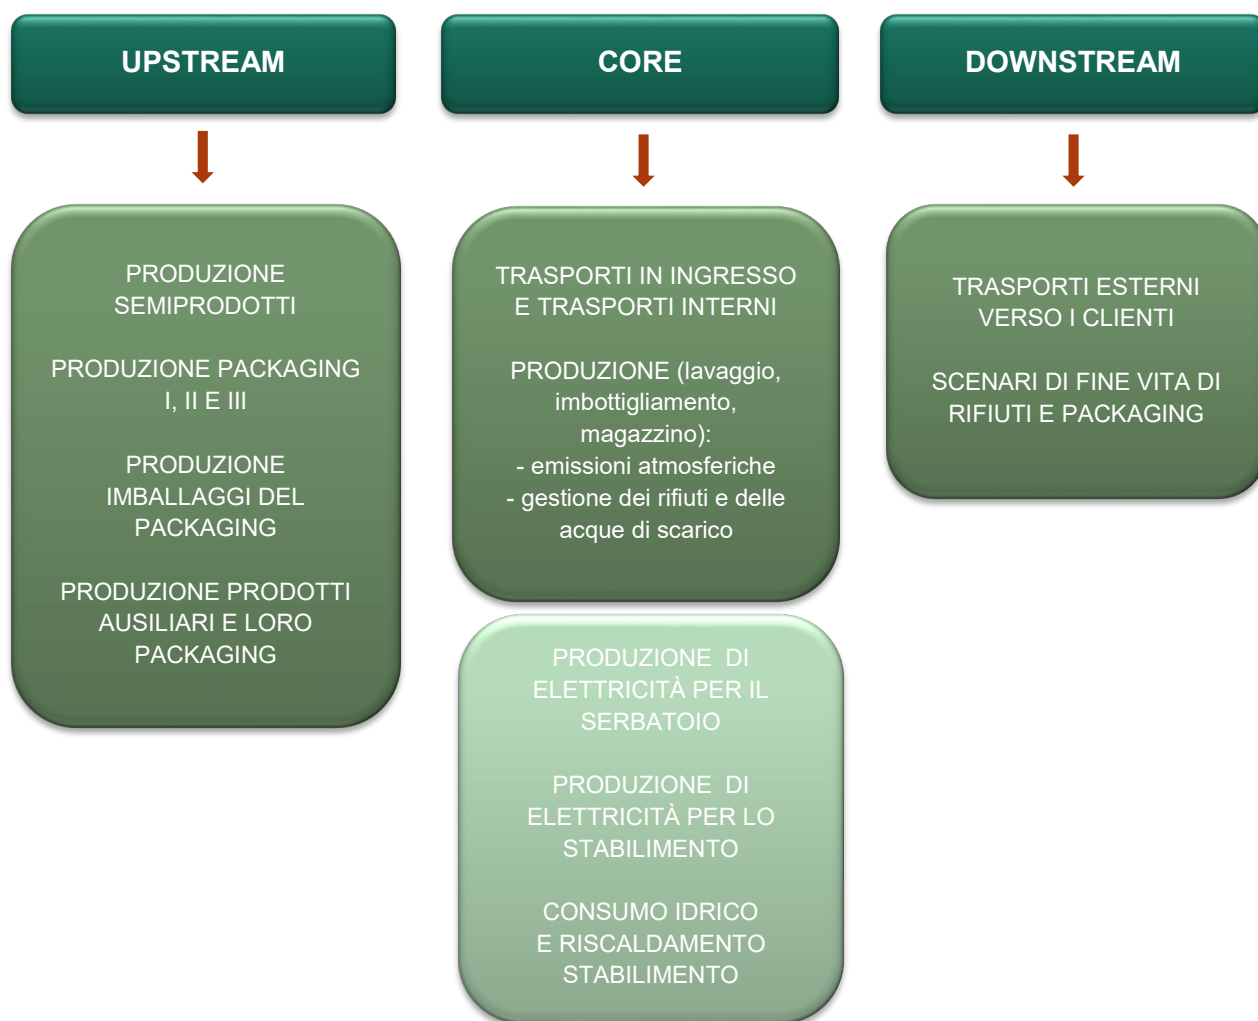 UPSTREAM
PRODUZIONE
SEMIPRODOTTI
PRODUZIONE PACKAGING
I, II E III
PRODUZIONE
IMBALLAGGI DEL
PACKAGING
PRODUZIONE PRODOTTI
AUSILIARI E LORO
PACKAGING
CORE
TRASPORTI IN INGRESSO
E TRASPORTI INTERNI
PRODUZIONE (lavaggio,
imbottigliamento,
magazzino):
- emissioni atmosferiche
- gestione dei rifiuti e delle
acque di scarico
PRODUZIONE DI
ELETTRICITÀ PER IL
SERBATOIO
PRODUZIONE DI
ELETTRICITÀ PER LO
STABILIMENTO
CONSUMO IDRICO
E RISCALDAMENTO
STABILIMENTO
DOWNSTREAM
TRASPORTI ESTERNI
VERSO I CLIENTI
SCENARI DI FINE VITA DI
RIFIUTI E PACKAGING